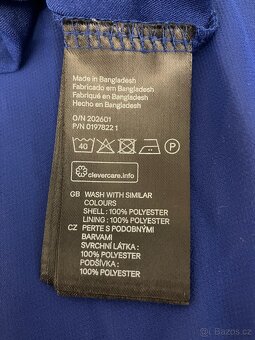 Made in Bangladesh
Fabricado em Bangladesh
Fabriqué en Bangladesh
Hecho en Bangladesh
O/N 202601
P/N 0197822 1
40
P
clevercare.info
GB WASH WITH SIMILAR
COLOURS
SHELL : 100% POLYESTER
LINING : 100% POLYESTER
CZ PERTE S PODOBNÝMI
BARVAMI
SVRCHNÍ LÁTKA :
100% POLYESTER
PODŠÍVKA :
100% POLYESTER
sbazar.cz